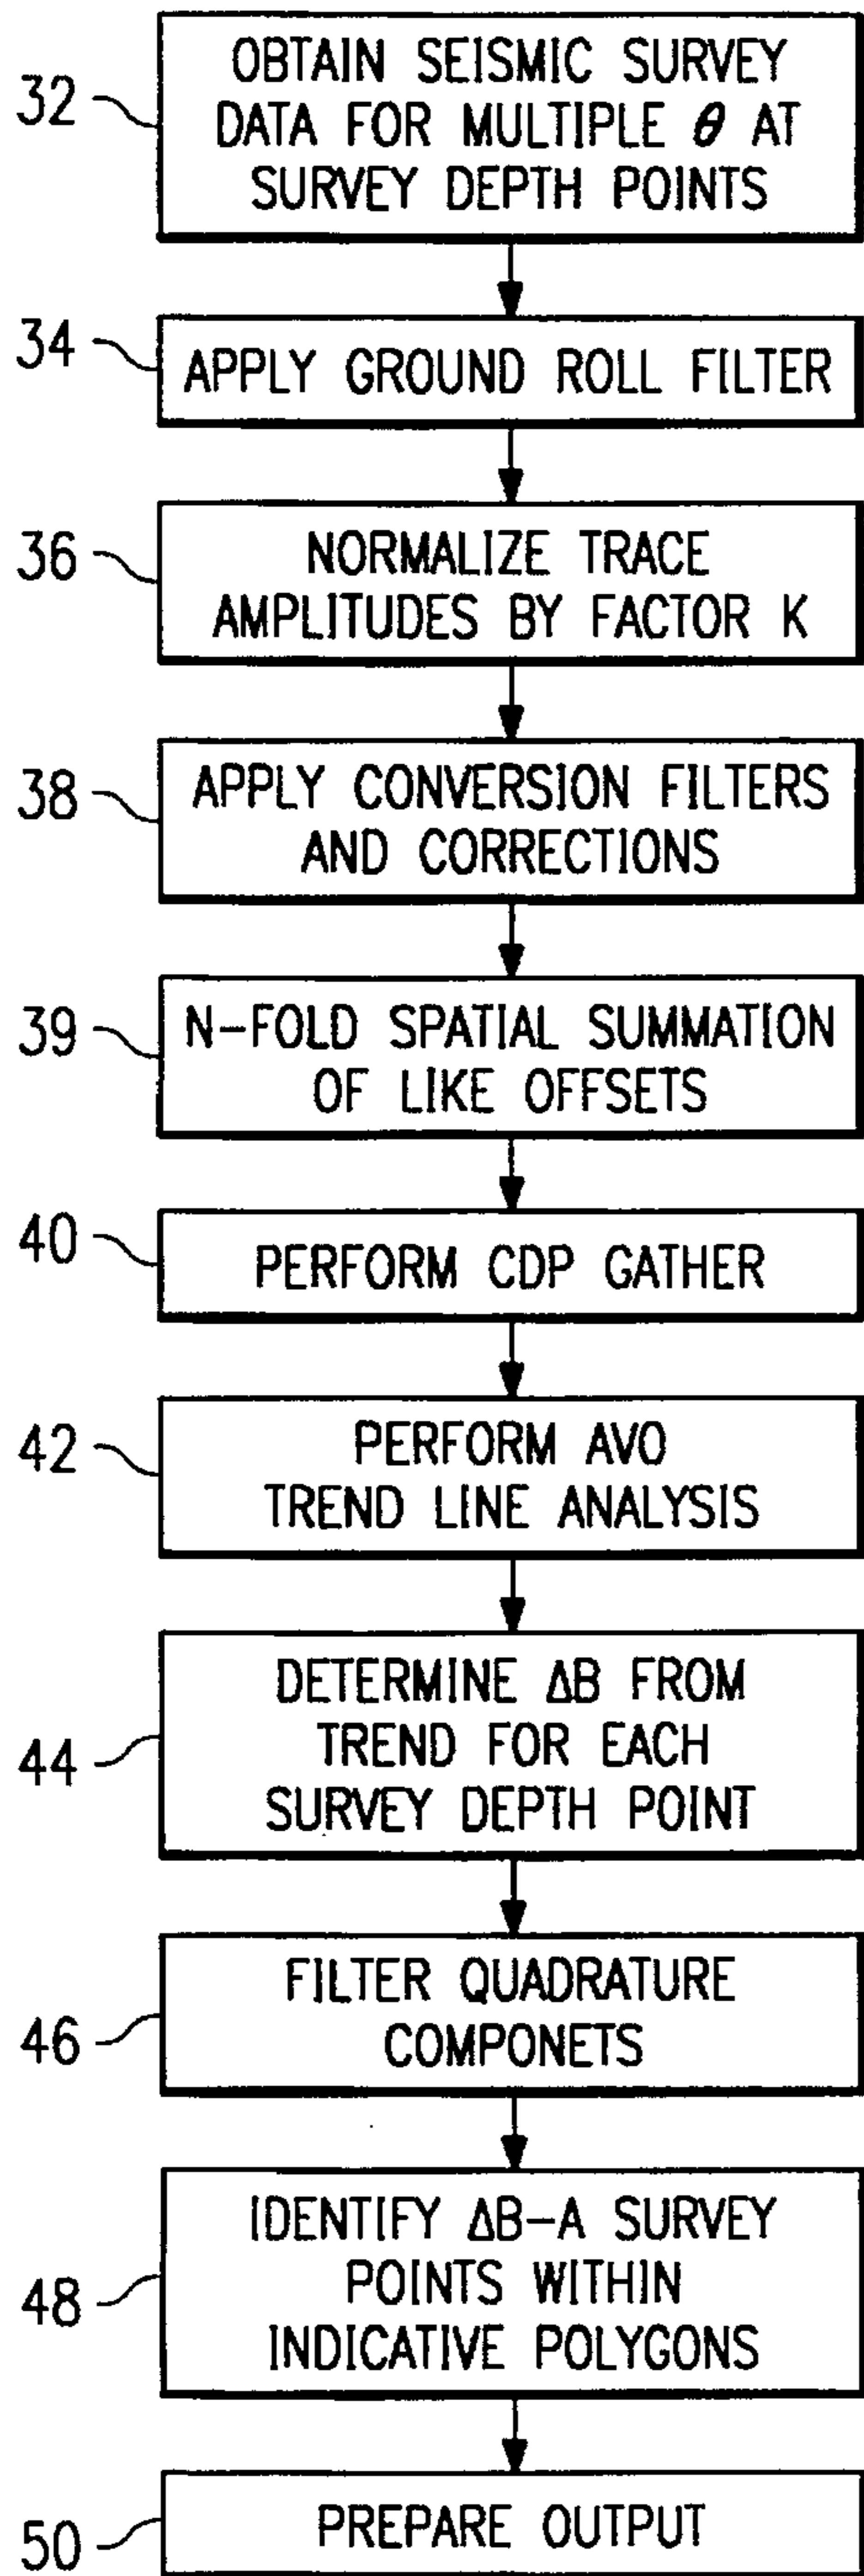 32
OBTAIN SEISMIC SURVEY
DATA FOR MULTIPLE θ AT
SURVEY DEPTH POINTS
34
APPLY GROUND ROLL FILTER
36
NORMALIZE TRACE
AMPLITUDES BY FACTOR K
38
APPLY CONVERSION FILTERS
AND CORRECTIONS
39
N-FOLD SPATIAL SUMMATION
OF LIKE OFFSETS
40
PERFORM CDP GATHER
42
PERFORM AVO
TREND LINE ANALYSIS
44
DETERMINE ΔB FROM
TREND FOR EACH
SURVEY DEPTH POINT
46
FILTER QUADRATURE
COMPONETS
48
IDENTIFY ΔB-A SURVEY
POINTS WITHIN
INDICATIVE POLYGONS
50
PREPARE OUTPUT